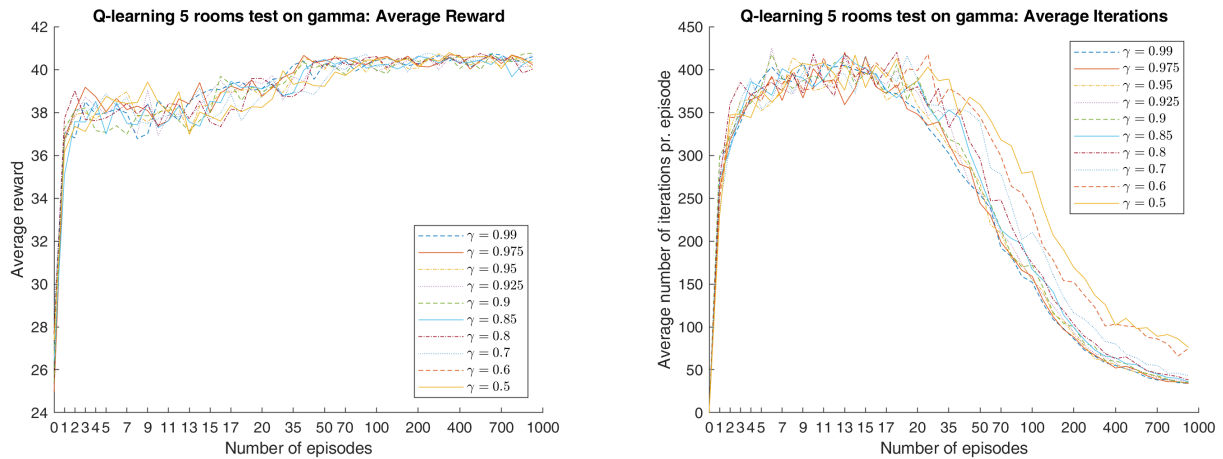 Q-learning 5 rooms test on gamma: Average Reward
42
40
38
36
34
32
30
28
26
24
Average reward
γ = 0.99
γ = 0.975
γ = 0.95
γ = 0.925
γ = 0.9
γ = 0.85
γ = 0.8
γ = 0.7
γ = 0.6
γ = 0.5
0 1 2 3 4 5 7 9 11 13 15 17 20 35 50 70 100 200 400 700 1000
Number of episodes
Q-learning 5 rooms test on gamma: Average Iterations
450
400
350
300
250
200
150
100
50
0
Average number of iterations pr. episode
γ = 0.99
γ = 0.975
γ = 0.95
γ = 0.925
γ = 0.9
γ = 0.85
γ = 0.8
γ = 0.7
γ = 0.6
γ = 0.5
0 1 2 3 4 5 7 9 11 13 15 17 20 35 50 70 100 200 400 700 1000
Number of episodes